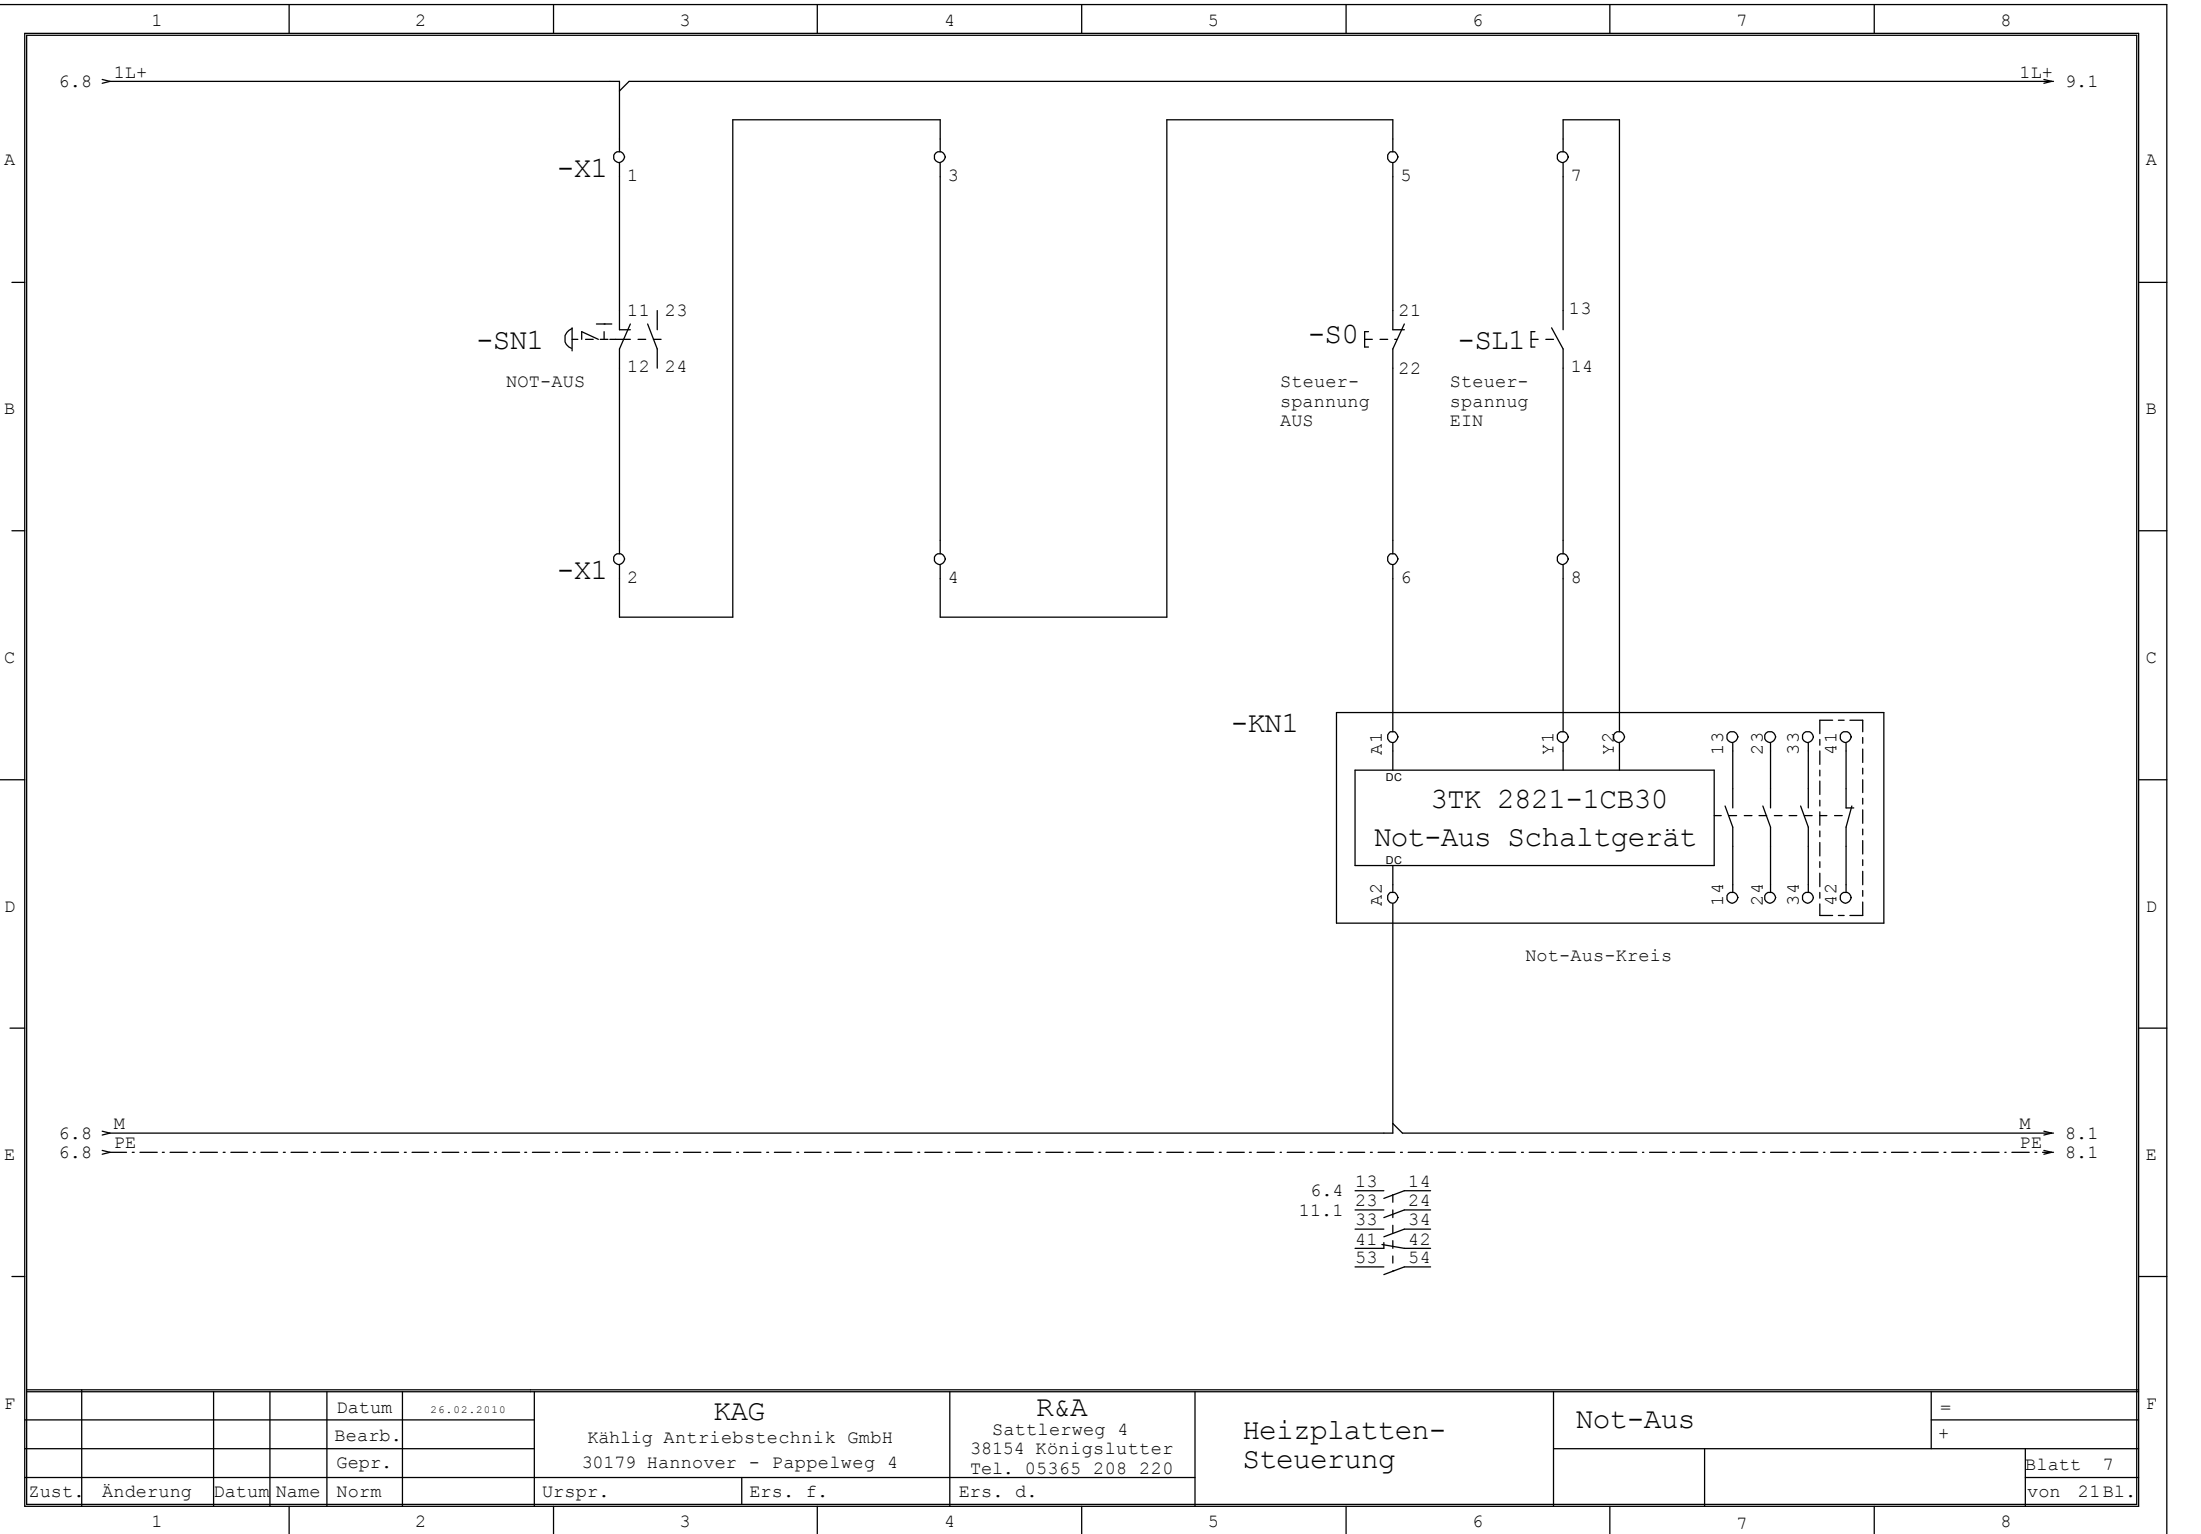 1 2 3 4 5 6 7 8
1L+ 1L+
6.8 9.1
A A
-X1 1 3 5 7
11 23 21 13
-SN1 -S0 -SL1
12 24 22 14
NOT-AUS
Steuer-
spannung
AUS
Steuer-
spannug
EIN
B B
-X1 2 4 6 8
C C
-KN1
A1 Y1 Y2 13 23 33 41
DC
3TK 2821-1CB30
Not-Aus Schaltgerät
DC
A2 14 24 34 42
D D
Not-Aus-Kreis
M M
6.8 8.1
PE PE
6.8 8.1
E E
6.4 13 14
11.1 23 24
33 34
41 42
53 54
F F
Datum 26.02.2010
Bearb.
Gepr.
Zust. Änderung Datum Name Norm
KAG
Kählig Antriebstechnik GmbH
30179 Hannover - Pappelweg 4
Urspr. Ers. f.
R&A
Sattlerweg 4
38154 Königslutter
Tel. 05365 208 220
Ers. d.
Heizplatten-
Steuerung
Not-Aus
=
+
Blatt 7
von 21Bl.
1 2 3 4 5 6 7 8